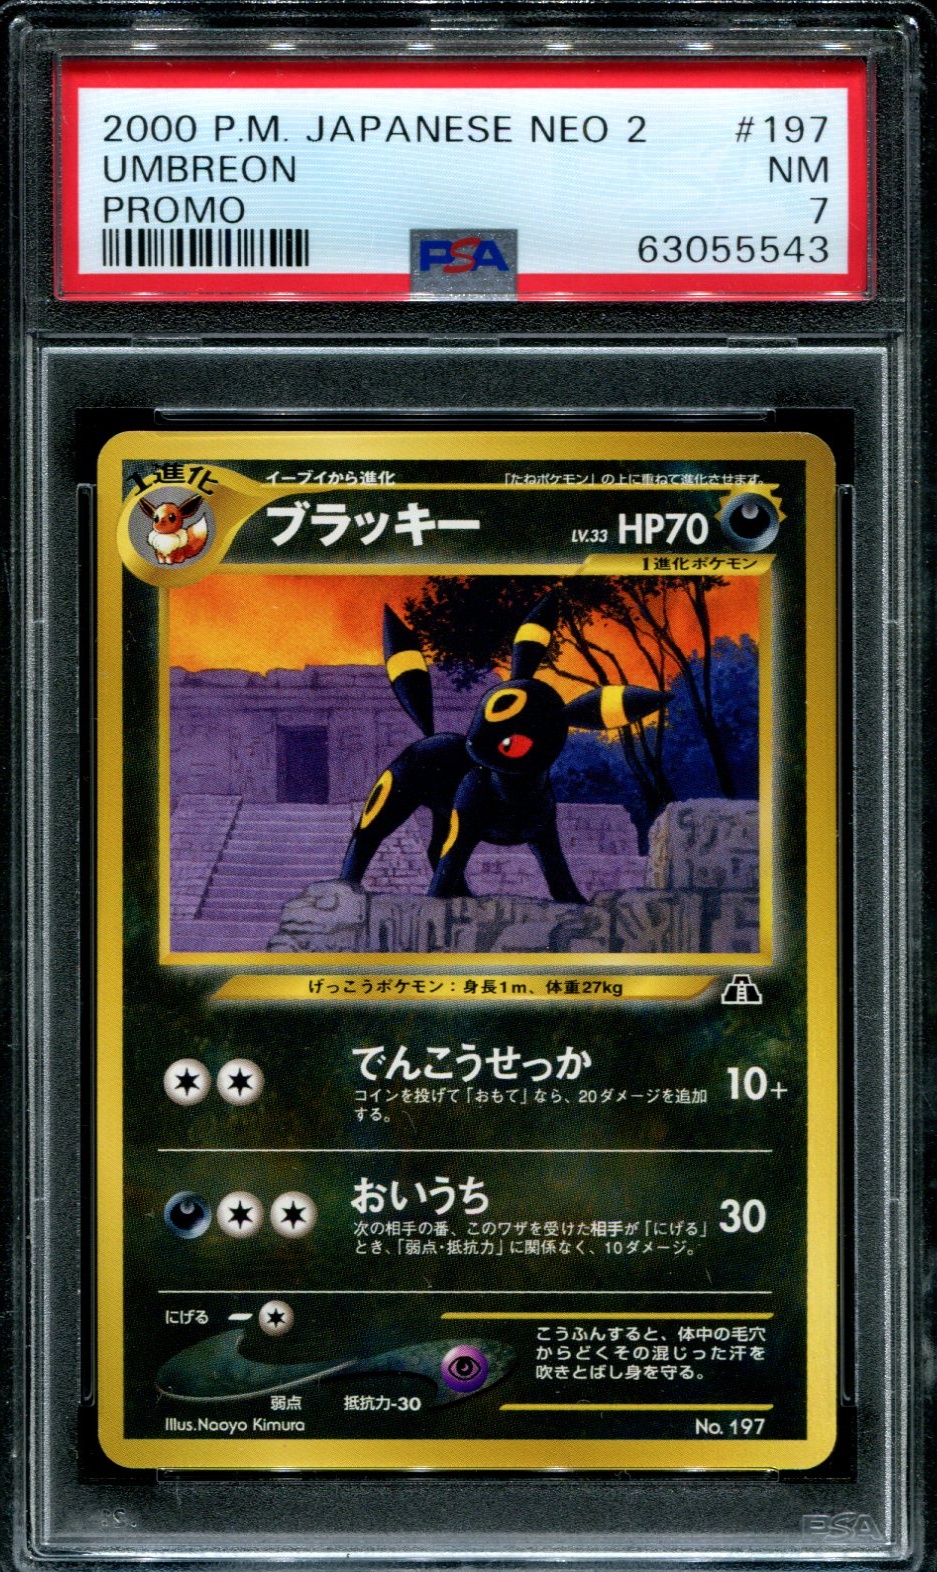 2000 P.M. JAPANESE NEO 2 #197
UMBREON NM
PROMO 7
PSA 63055543
1進化
イーブイから進化 「たねポケモン」の上に重ねて進化させます。
ブラッキー LV.33 HP70
1進化ポケモン
げっこうポケモン：身長1m、体重27kg
でんこうせっか 10+
コインを投げて「おもて」なら、20ダメージを追加
する。
おいうち 30
次の相手の番、このワザを受けた相手が「にげる」
とき、「弱点・抵抗力」に関係なく、10ダメージ。
にげる
こうふんすると、体中の毛穴
からどくその混じった汗を
吹きとばし身を守る。
弱点 抵抗力-30
Illus.Naoyo Kimura No. 197
PSA